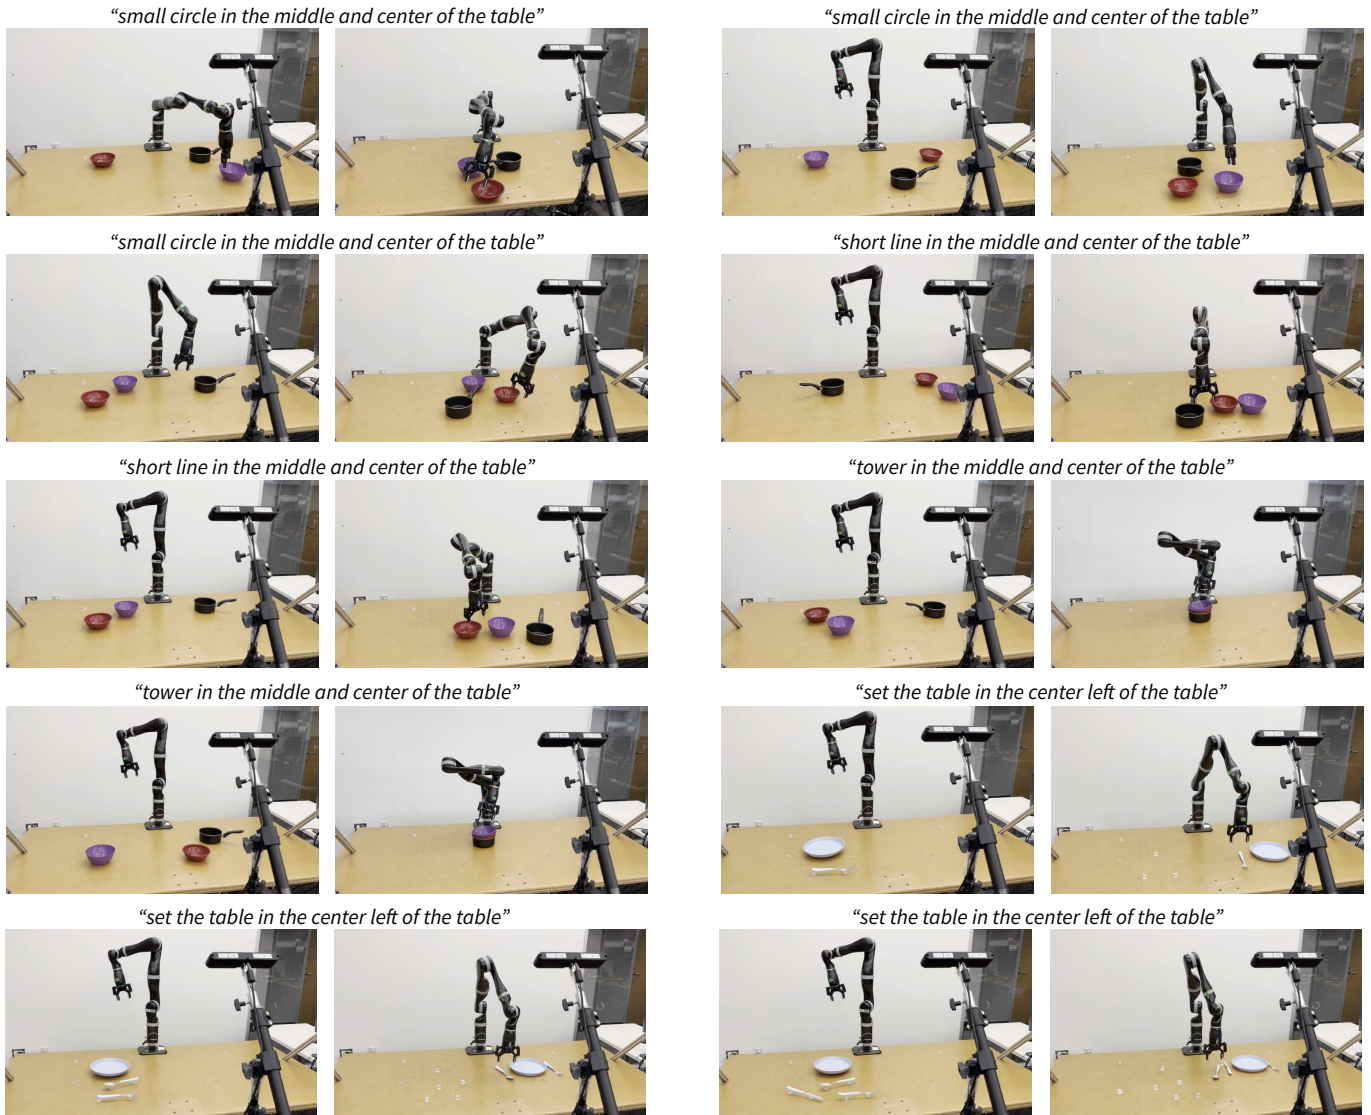 “small circle in the middle and center of the table”
“small circle in the middle and center of the table”
“small circle in the middle and center of the table”
“short line in the middle and center of the table”
“short line in the middle and center of the table”
“tower in the middle and center of the table”
“tower in the middle and center of the table”
“set the table in the center left of the table”
“set the table in the center left of the table”
“set the table in the center left of the table”